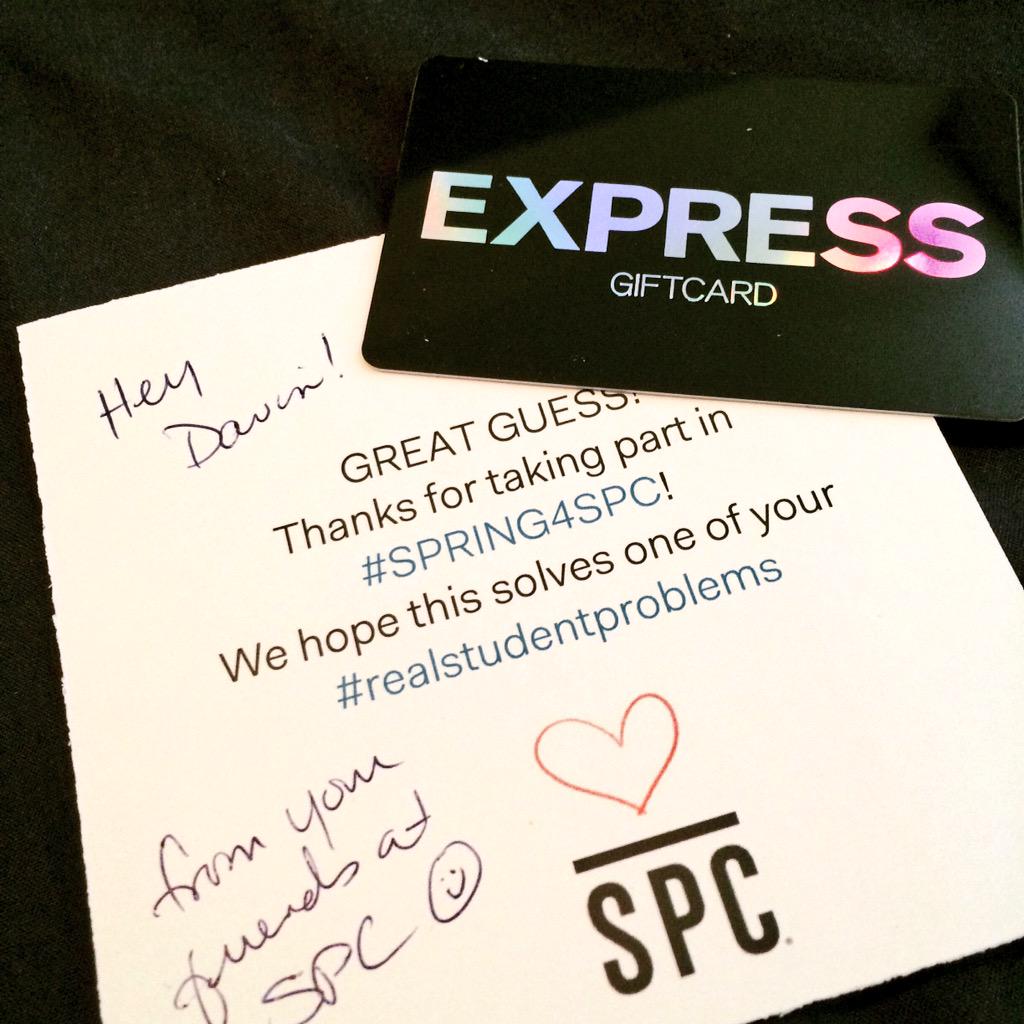 EXPRESS
GIFTCARD
Hey
Davin!
GREAT GUESS!
Thanks for taking part in
#SPRING4SPC!
We hope this solves one of your
#realstudentproblems
from your
friends at
SPC
SPC